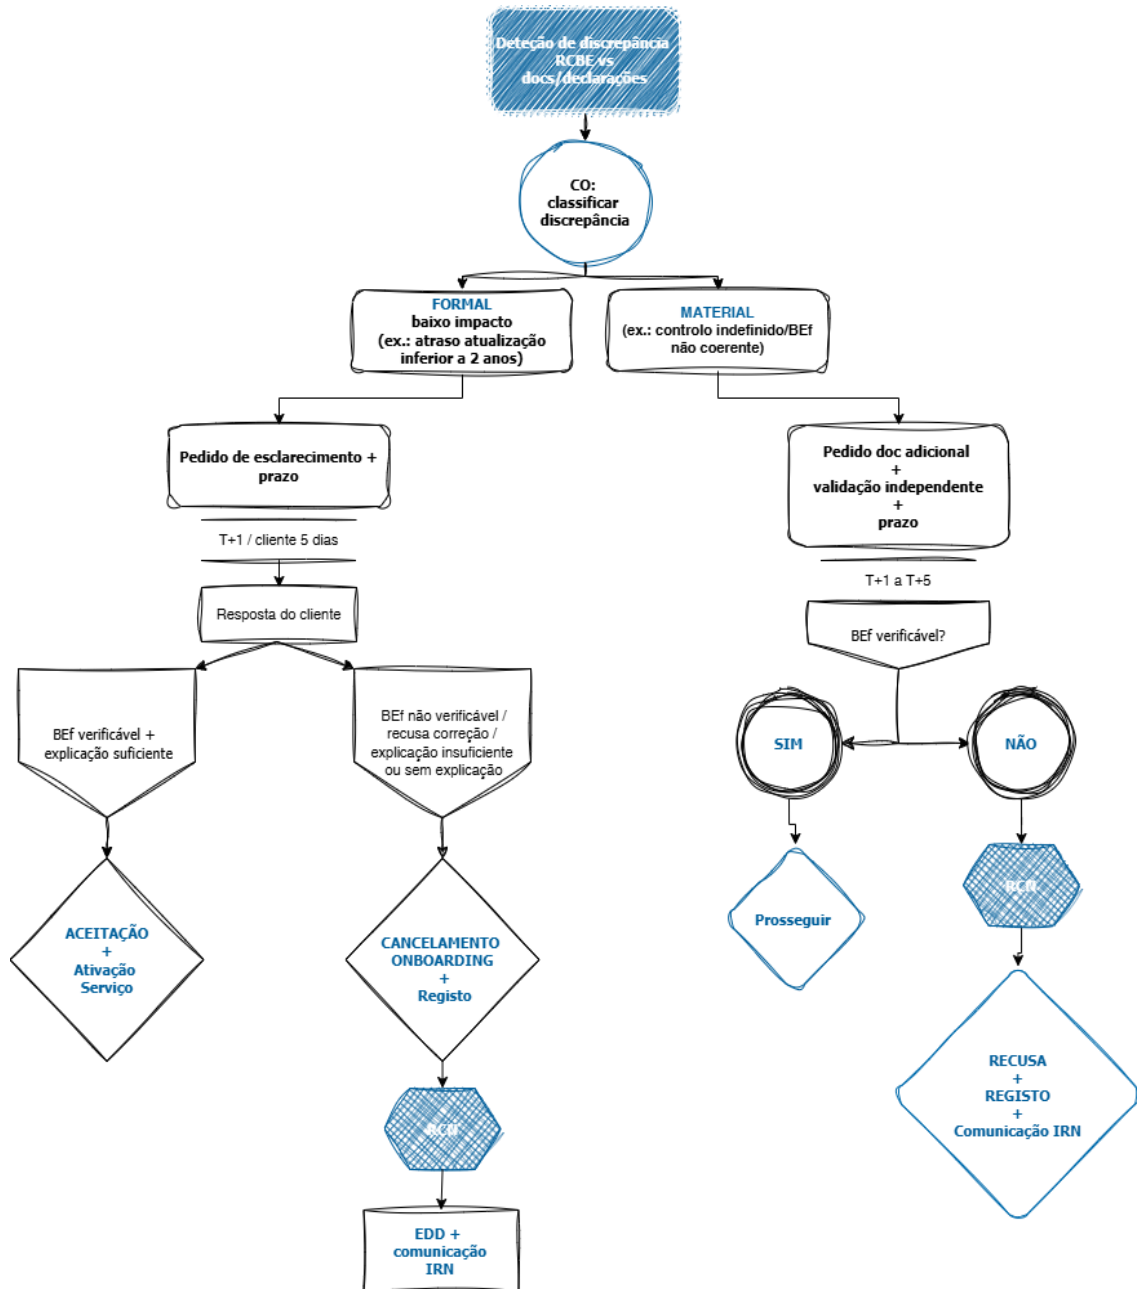 Deteção de discrepância
RCBE vs
docs/declarações
CO:
classificar
discrepância
FORMAL
baixo impacto
(ex.: atraso atualização
inferior a 2 anos)
MATERIAL
(ex.: controlo indefinido/BEf
não coerente)
Pedido de esclarecimento +
prazo
T+1 / cliente 5 dias
Resposta do cliente
BEf verificável +
explicação suficiente
BEf não verificável /
recusa correção /
explicação insuficiente
ou sem explicação
ACEITAÇÃO
+
Ativação
Serviço
CANCELAMENTO
ONBOARDING
+
Registo
RCN
EDD +
comunicação
IRN
Pedido doc adicional
+
validação independente
+
prazo
T+1 a T+5
BEf verificável?
SIM
NÃO
Prosseguir
RCN
RECUSA
+
REGISTO
+
Comunicação IRN